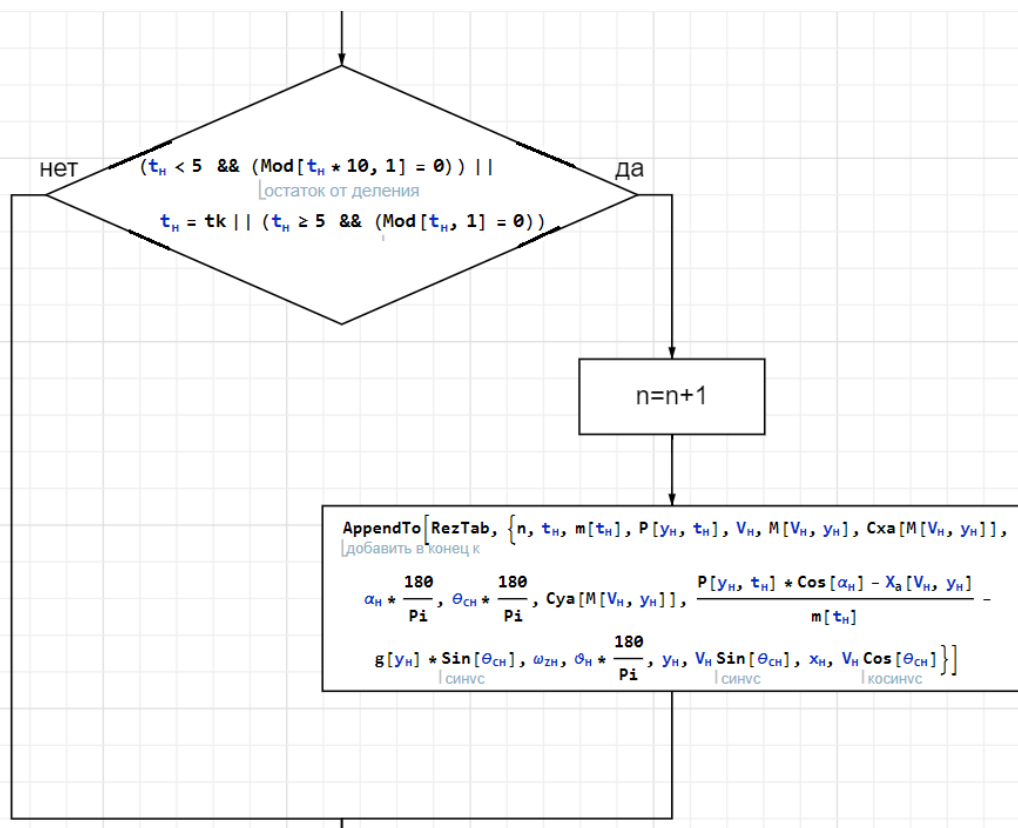 нет
(tн < 5 && (Mod[tн * 10, 1] = 0)) ||
остаток от деления
да
tн = tk || (tн ≥ 5 && (Mod[tн, 1] = 0))
n=n+1
AppendTo[RezTab, {n, tн, m[tн], P[yн, tн], Vн, M[Vн, yн], Cxa[M[Vн, yн]],
добавить в конец к
αн * 180/Pi, θсн * 180/Pi, Cya[M[Vн, yн]], (P[yн, tн] * Cos[αн] - Xa[Vн, yн])/m[tн] -
g[yн] * Sin[θсн], ωzн, ϑн * 180/Pi, yн, Vн Sin[θсн], xн, Vн Cos[θсн]}]
синус синус косинус